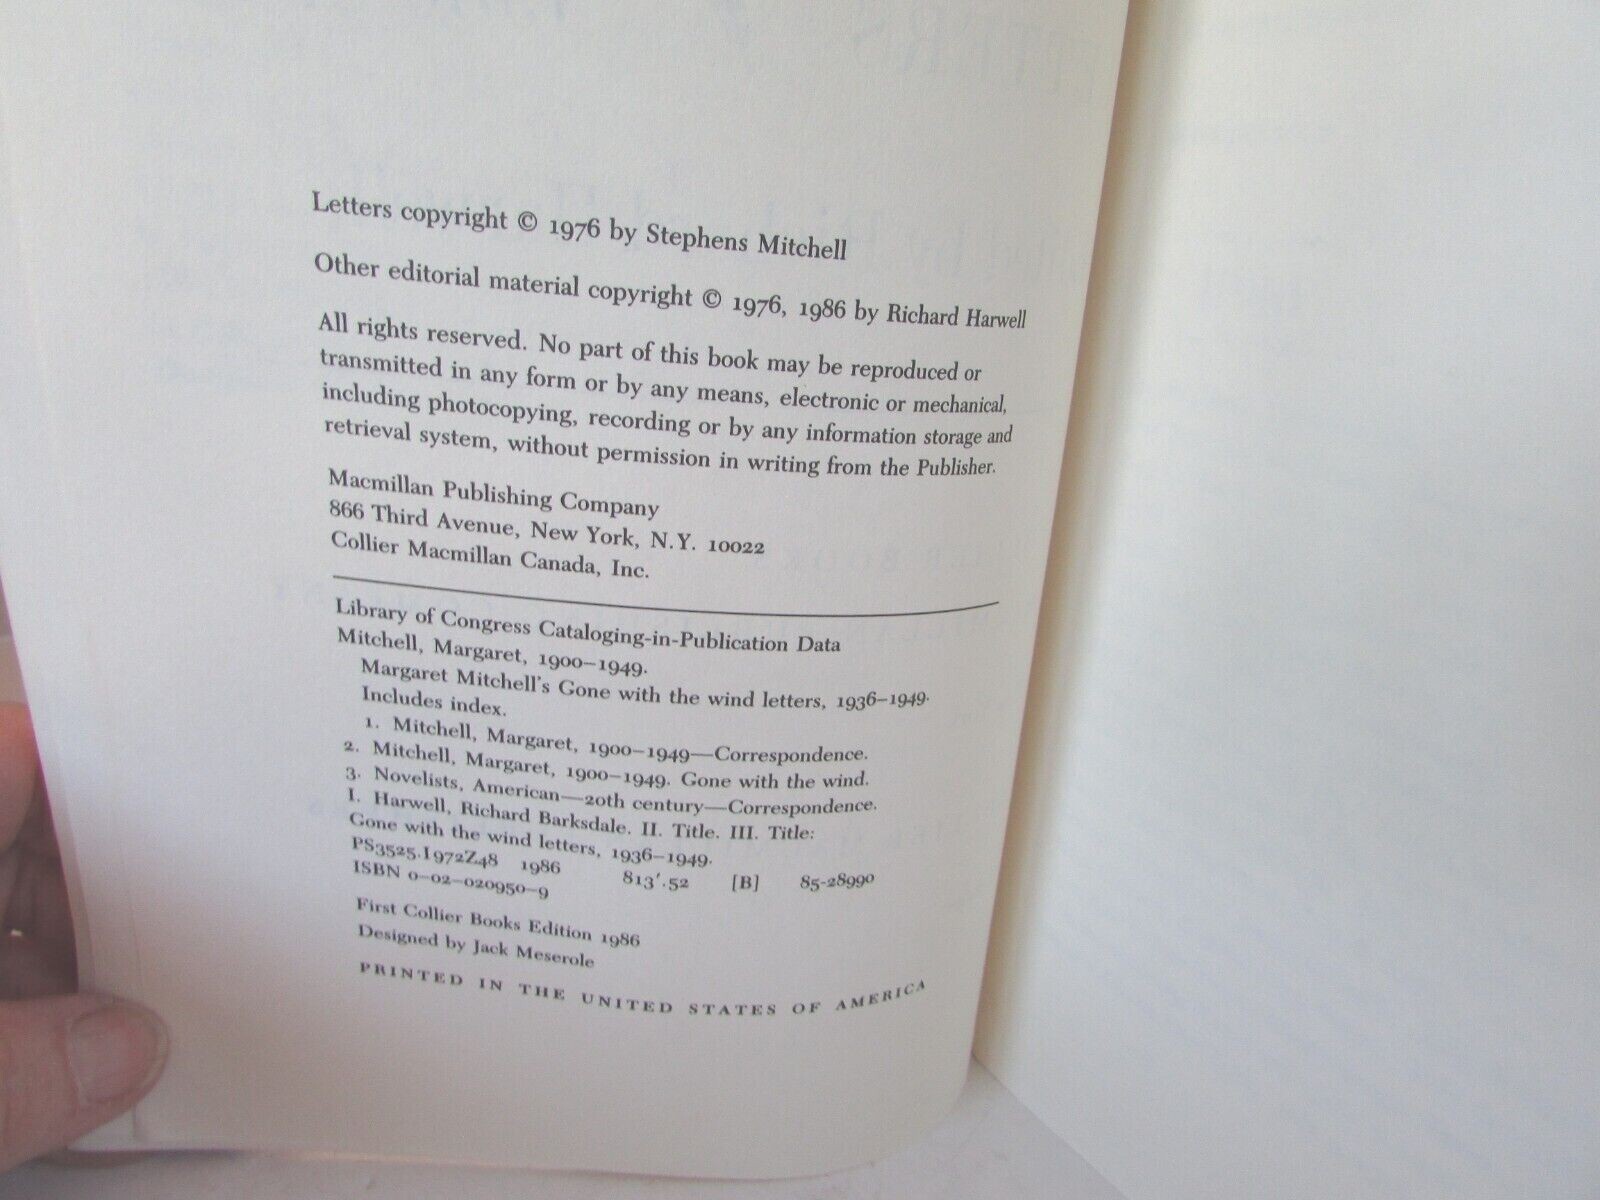 Letters copyright © 1976 by Stephens Mitchell
Other editorial material copyright © 1976, 1986 by Richard Harwell
All rights reserved. No part of this book may be reproduced or
transmitted in any form or by any means, electronic or mechanical,
including photocopying, recording or by any information storage and
retrieval system, without permission in writing from the Publisher.
Macmillan Publishing Company
866 Third Avenue, New York, N.Y. 10022
Collier Macmillan Canada, Inc.
Library of Congress Cataloging-in-Publication Data
Mitchell, Margaret, 1900–1949.
Margaret Mitchell's Gone with the wind letters, 1936–1949.
Includes index.
1. Mitchell, Margaret, 1900–1949—Correspondence.
2. Mitchell, Margaret, 1900–1949. Gone with the wind.
3. Novelists, American—20th century—Correspondence.
I. Harwell, Richard Barksdale. II. Title. III. Title:
Gone with the wind letters, 1936–1949.
PS3525.I972Z48 1986 813'.52 [B] 85-28990
ISBN 0-02-020950-9
First Collier Books Edition 1986
Designed by Jack Meserole
PRINTED IN THE UNITED STATES OF AMERICA